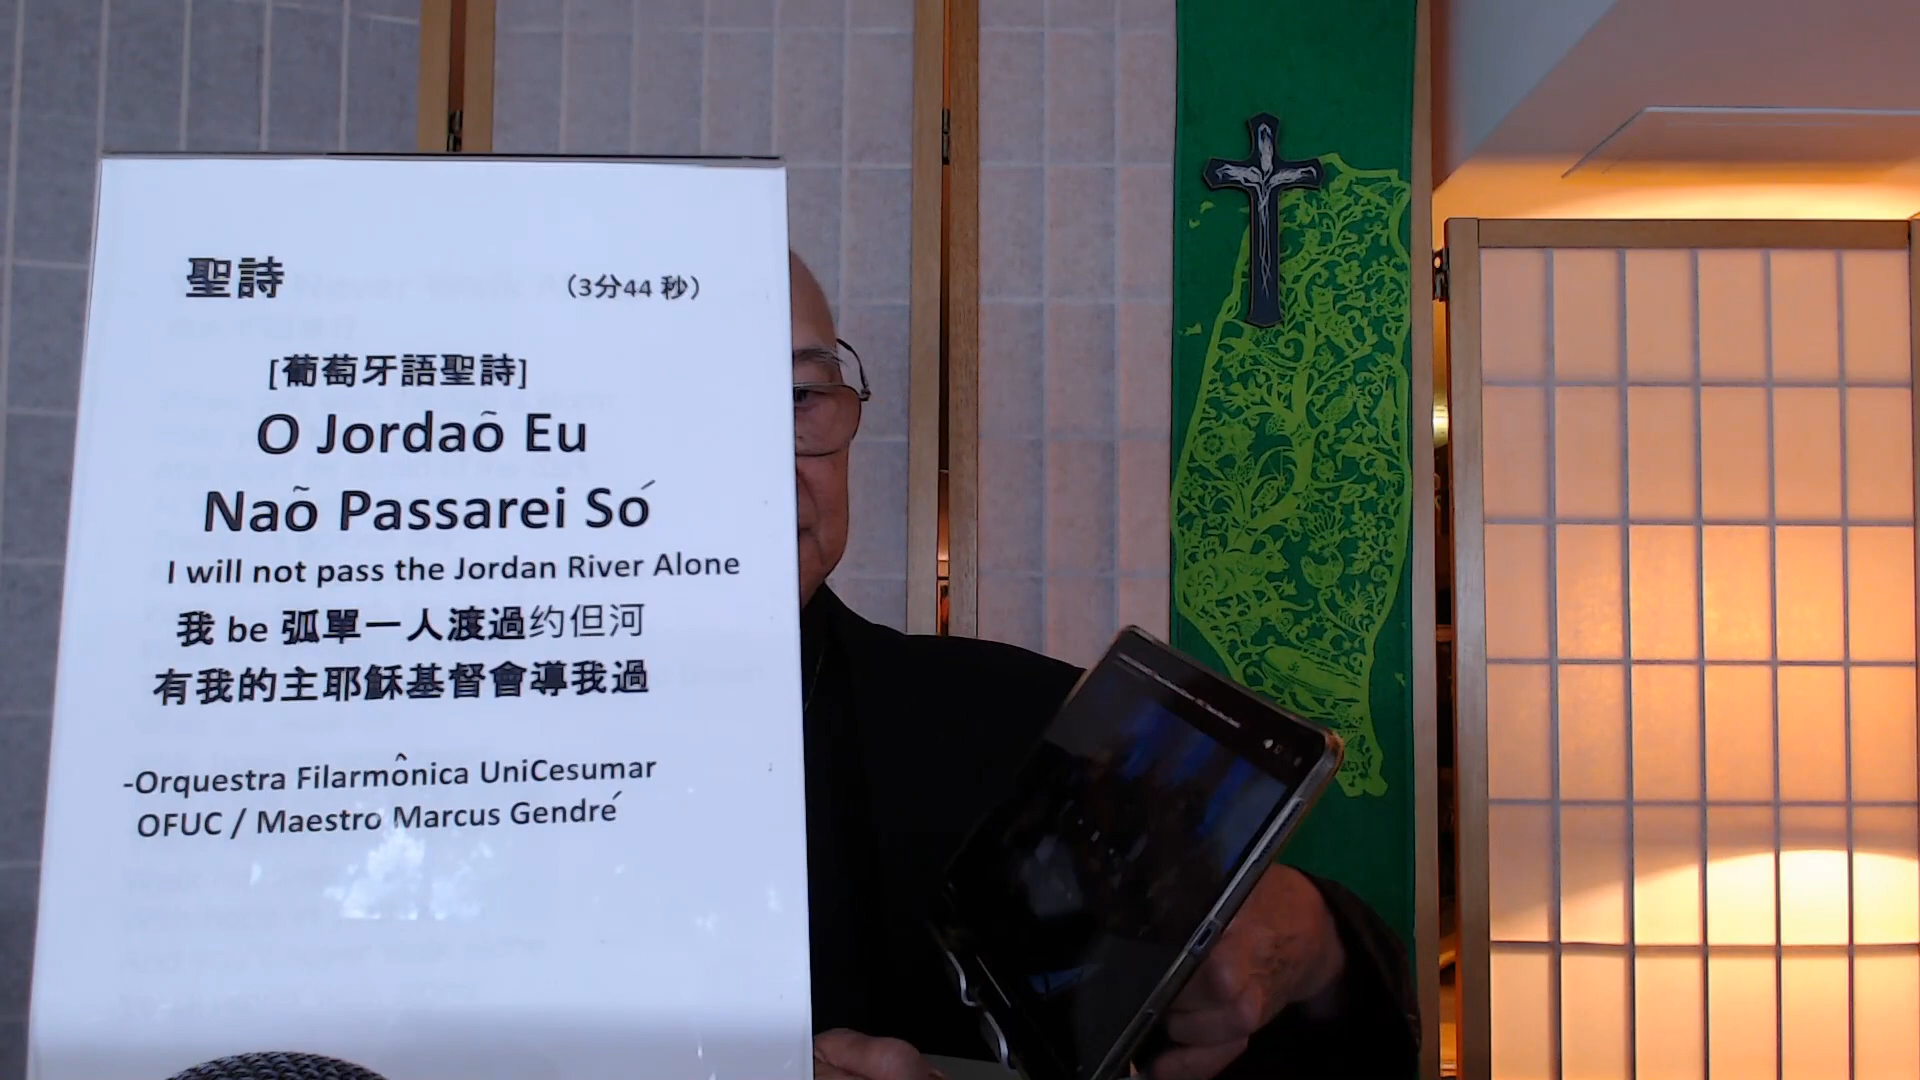 聖詩 (3分44 秒)
[葡萄牙語聖詩]
O Jordaõ Eu
Naõ Passarei Só
I will not pass the Jordan River Alone
我 be 孤單一人渡過约但河
有我的主耶穌基督會導我過
-Orquestra Filarmônica UniCesumar
OFUC / Maestro Marcus Gendré